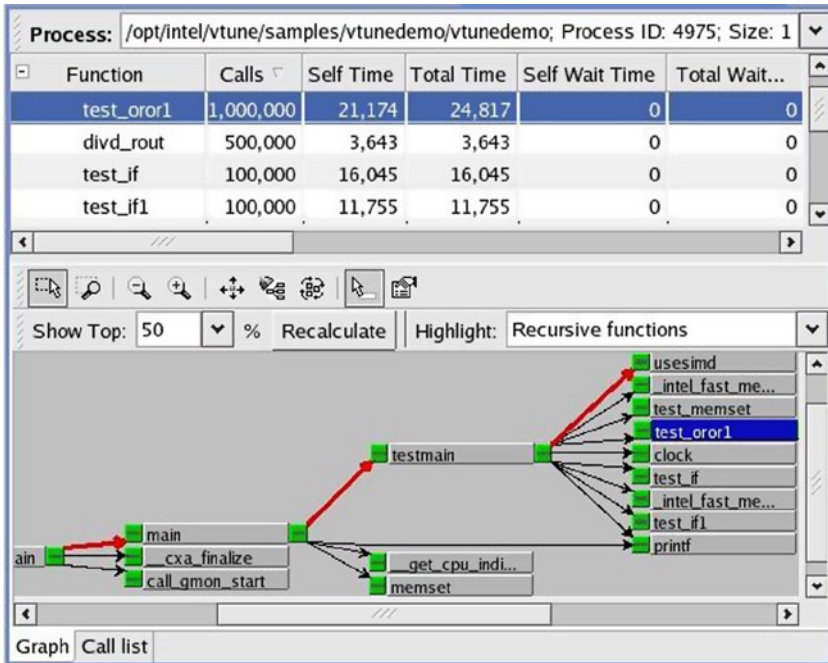 Process: /opt/intel/vtune/samples/vtunedemo/vtunedemo; Process ID: 4975; Size: 1
Function Calls Self Time Total Time Self Wait Time Total Wait...
test_oror1 1,000,000 21,174 24,817 0 0
divd_rout 500,000 3,643 3,643 0 0
test_if 100,000 16,045 16,045 0 0
test_if1 100,000 11,755 11,755 0 0
Show Top: 50 % Recalculate Highlight: Recursive functions
usesimd
_intel_fast_me...
test_memset
test_oror1
testmain clock
test_if
_intel_fast_me...
test_if1
main printf
ain __cxa_finalize __get_cpu_indi...
call_gmon_start memset
Graph Call list